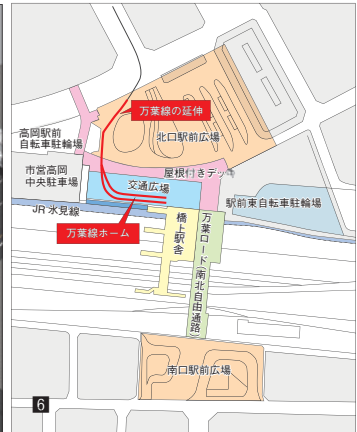 万葉線の延伸
北口駅前広場
高岡駅前
自転車駐輪場
市営高岡
中央駐車場
屋根付きデッキ
交通広場
駅前東自転車駐輪場
JR氷見線
万葉線ホーム
橋上駅舎
万葉ロード(南北自由通路)
南口駅前広場
6